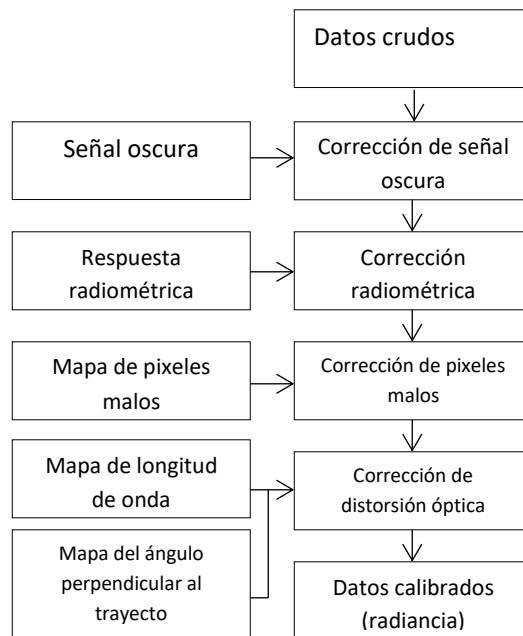 Datos crudos
Señal oscura
Corrección de señal
oscura
Respuesta
radiométrica
Corrección
radiométrica
Mapa de pixeles
malos
Corrección de pixeles
malos
Mapa de longitud
de onda
Corrección de
distorsión óptica
Mapa del ángulo
perpendicular al
trayecto
Datos calibrados
(radiancia)